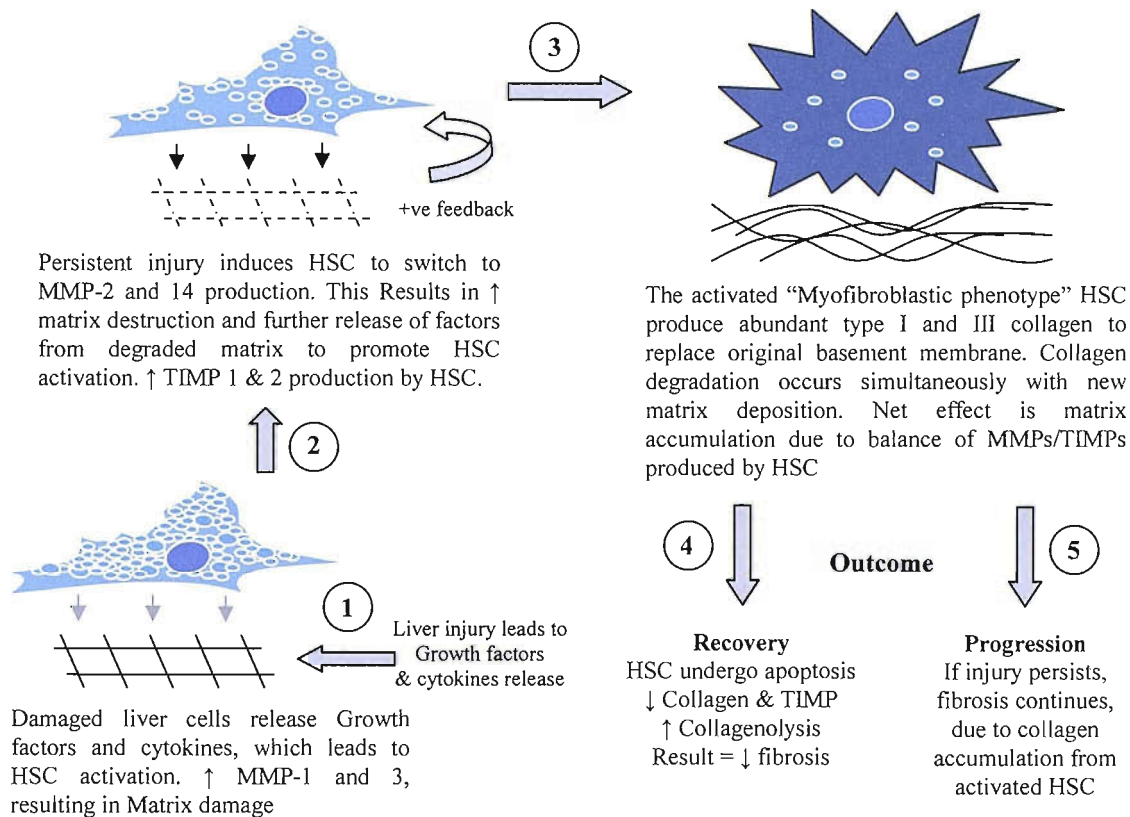 1
Liver injury leads to
Growth factors
& cytokines release
Damaged liver cells release Growth
factors and cytokines, which leads to
HSC activation. ↑ MMP-1 and 3,
resulting in Matrix damage
2
+ve feedback
Persistent injury induces HSC to switch to
MMP-2 and 14 production. This Results in ↑
matrix destruction and further release of factors
from degraded matrix to promote HSC
activation. ↑ TIMP 1 & 2 production by HSC.
3
The activated “Myofibroblastic phenotype” HSC
produce abundant type I and III collagen to
replace original basement membrane. Collagen
degradation occurs simultaneously with new
matrix deposition. Net effect is matrix
accumulation due to balance of MMPs/TIMPs
produced by HSC
Outcome
4
Recovery
HSC undergo apoptosis
↓ Collagen & TIMP
↑ Collagenolysis
Result = ↓ fibrosis
5
Progression
If injury persists,
fibrosis continues,
due to collagen
accumulation from
activated HSC